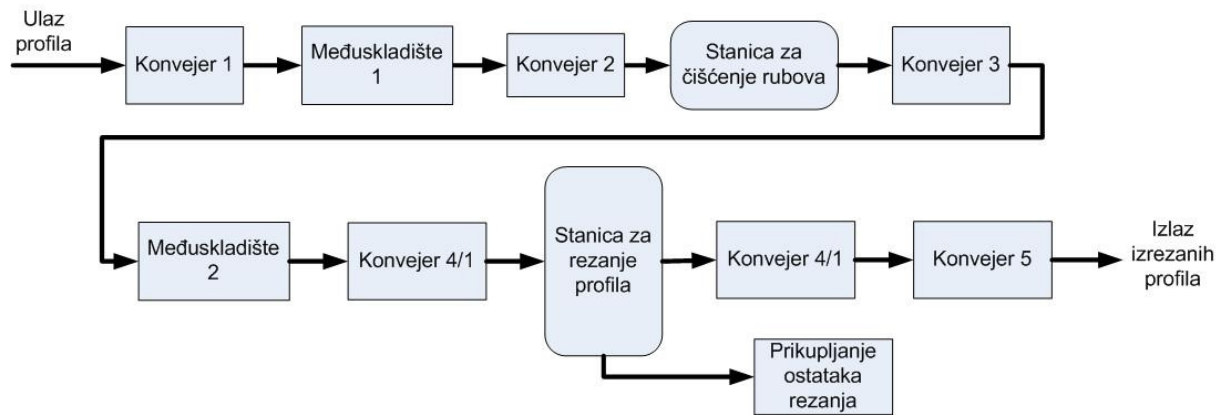 Ulaz
profila
Konvejer 1
Međuskladište
1
Konvejer 2
Stanica za
čišćenje rubova
Konvejer 3
Međuskladište
2
Konvejer 4/1
Stanica za
rezanje
profila
Konvejer 4/1
Konvejer 5
Izlaz
izrezanih
profila
Prikupljanje
ostataka
rezanja